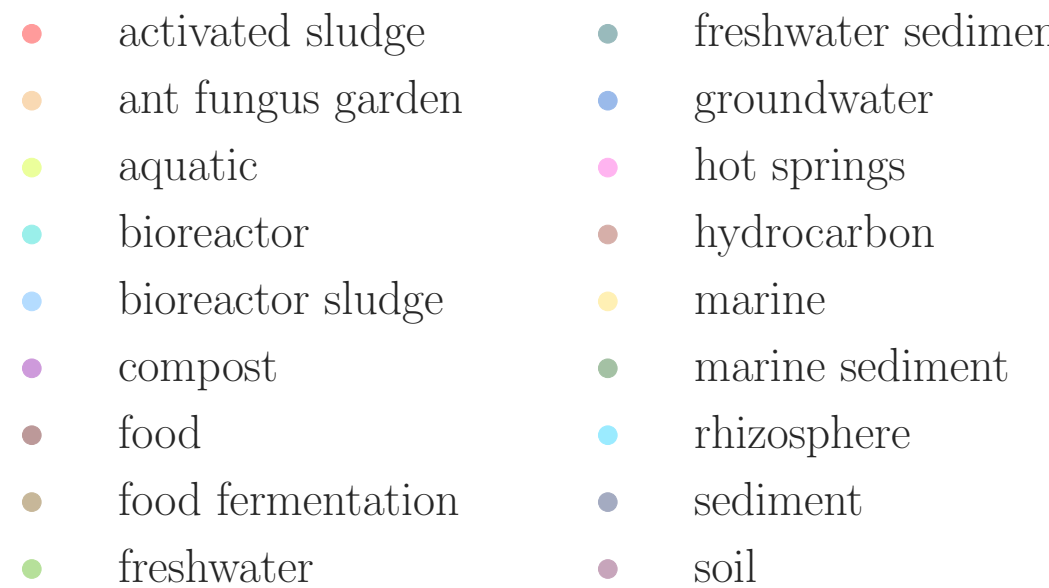 activated sludge
ant fungus garden
aquatic
bioreactor
bioreactor sludge
compost
food
food fermentation
freshwater
freshwater sedimen
groundwater
hot springs
hydrocarbon
marine
marine sediment
rhizosphere
sediment
soil